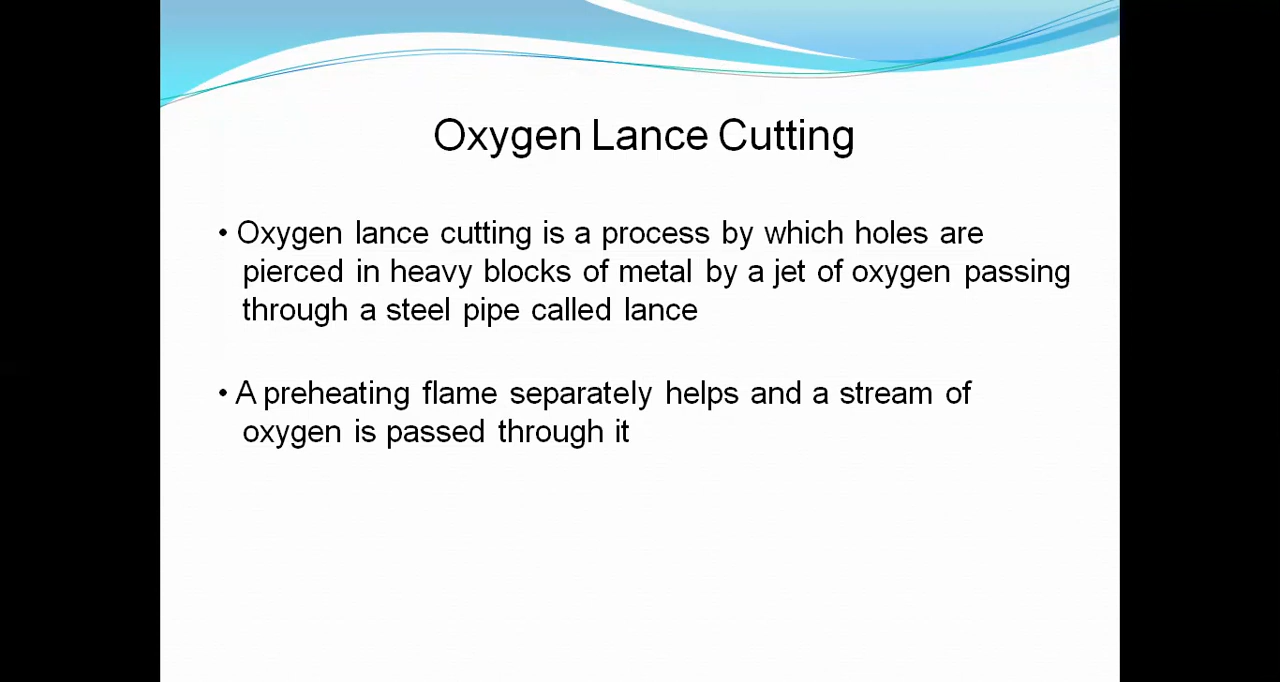 Oxygen Lance Cutting
• Oxygen lance cutting is a process by which holes are
pierced in heavy blocks of metal by a jet of oxygen passing
through a steel pipe called lance
• A preheating flame separately helps and a stream of
oxygen is passed through it